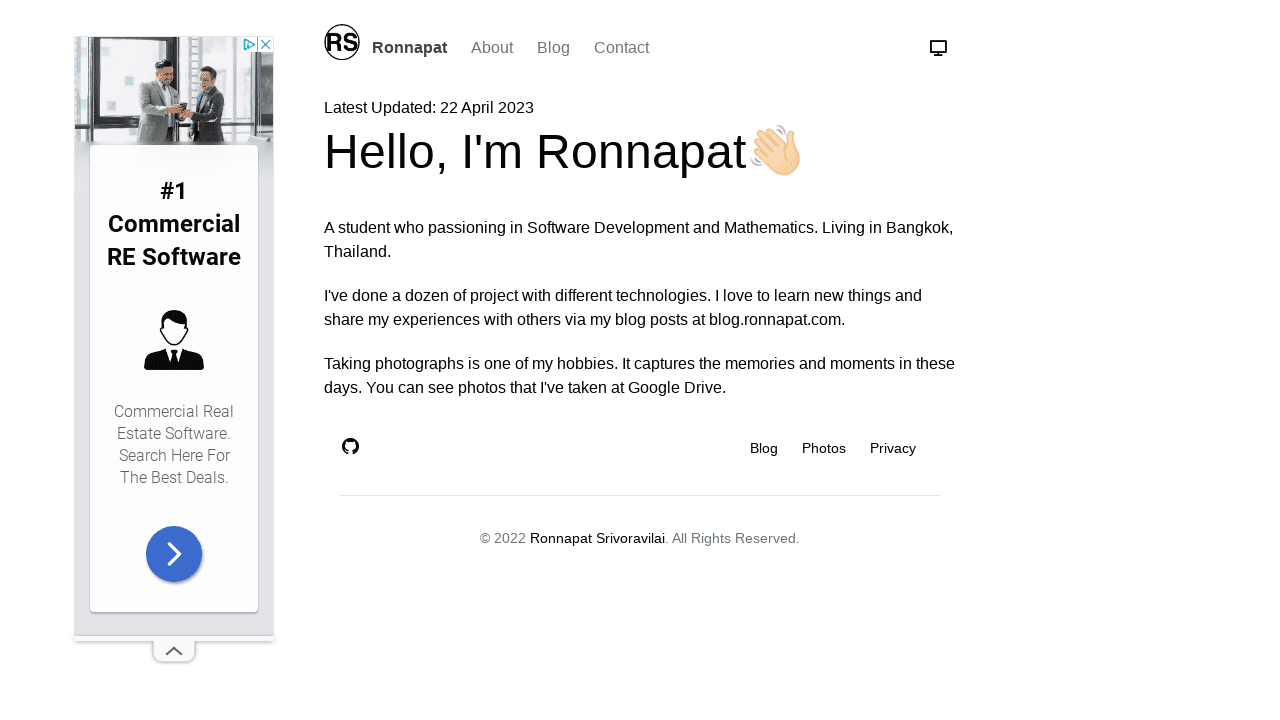 RS
Ronnapat
About
Blog
Contact
Latest Updated: 22 April 2023
Hello, I'm Ronnapat👋🏻
A student who passioning in Software Development and Mathematics. Living in Bangkok,
Thailand.
I've done a dozen of project with different technologies. I love to learn new things and
share my experiences with others via my blog posts at blog.ronnapat.com.
Taking photographs is one of my hobbies. It captures the memories and moments in these
days. You can see photos that I've taken at Google Drive.
Blog
Photos
Privacy
© 2022 Ronnapat Srivoravilai. All Rights Reserved.
#1
Commercial
RE Software
Commercial Real
Estate Software.
Search Here For
The Best Deals.